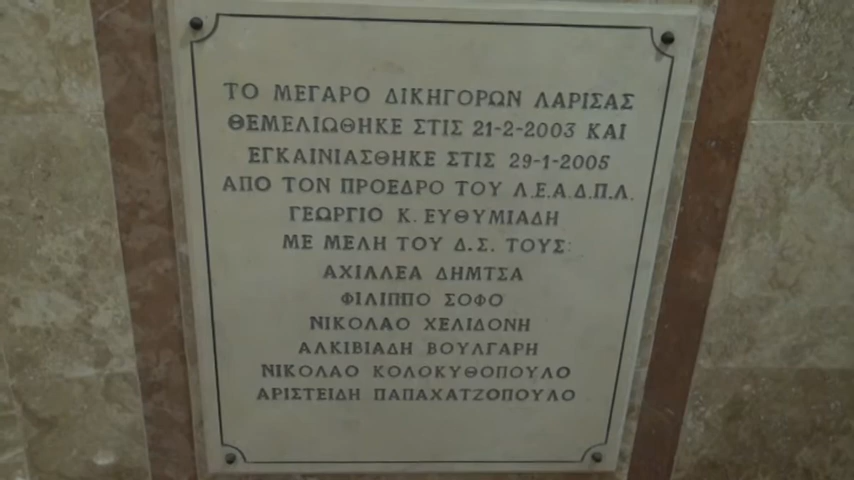 ΤΟ ΜΕΓΑΡΟ ΔΙΚΗΓΟΡΩΝ ΛΑΡΙΣΑΣ
ΘΕΜΕΛΙΩΘΗΚΕ ΣΤΙΣ 21-2-2003 ΚΑΙ
ΕΓΚΑΙΝΙΑΣΘΗΚΕ ΣΤΙΣ 29-1-2005
ΑΠΟ ΤΟΝ ΠΡΟΕΔΡΟ ΤΟΥ Λ.Ε.Α.Δ.Π.Λ.
ΓΕΩΡΓΙΟ Κ. ΕΥΘΥΜΙΑΔΗ
ΜΕ ΜΕΛΗ ΤΟΥ Δ.Σ. ΤΟΥΣ:
ΑΧΙΛΛΕΑ ΔΗΜΤΣΑ
ΦΙΛΙΠΠΟ ΣΟΦΟ
ΝΙΚΟΛΑΟ ΧΕΛΙΔΟΝΗ
ΑΛΚΙΒΙΑΔΗ ΒΟΥΛΓΑΡΗ
ΝΙΚΟΛΑΟ ΚΟΛΟΚΥΘΟΠΟΥΛΟ
ΑΡΙΣΤΕΙΔΗ ΠΑΠΑΧΑΤΖΟΠΟΥΛΟ